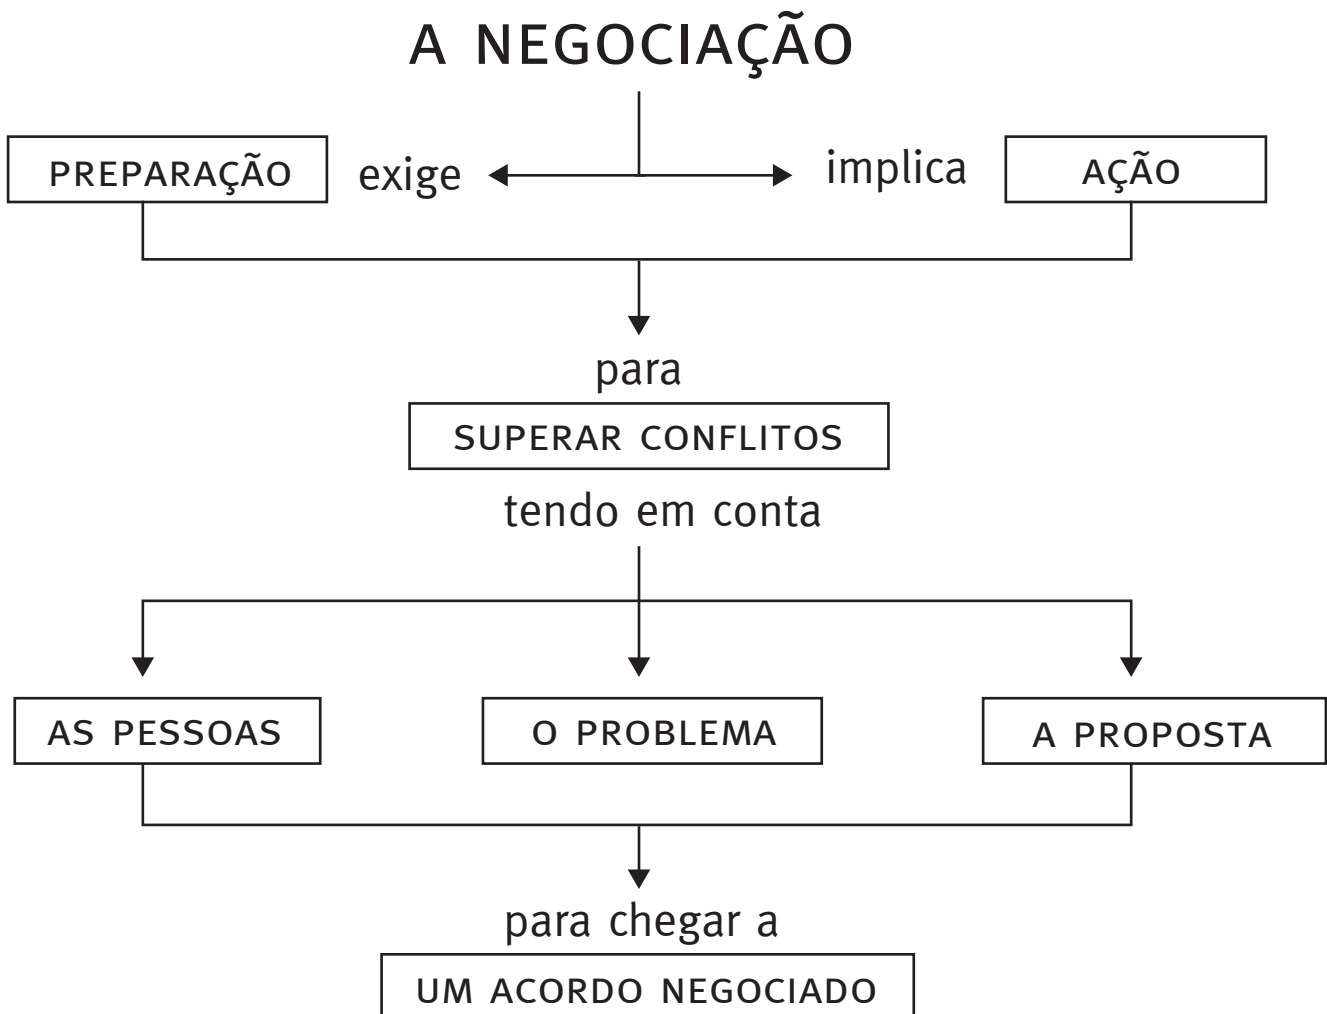 A NEGOCIAÇÃO
PREPARAÇÃO exige implica AÇÃO
para
SUPERAR CONFLITOS
tendo em conta
AS PESSOAS O PROBLEMA A PROPOSTA
para chegar a
UM ACORDO NEGOCIADO